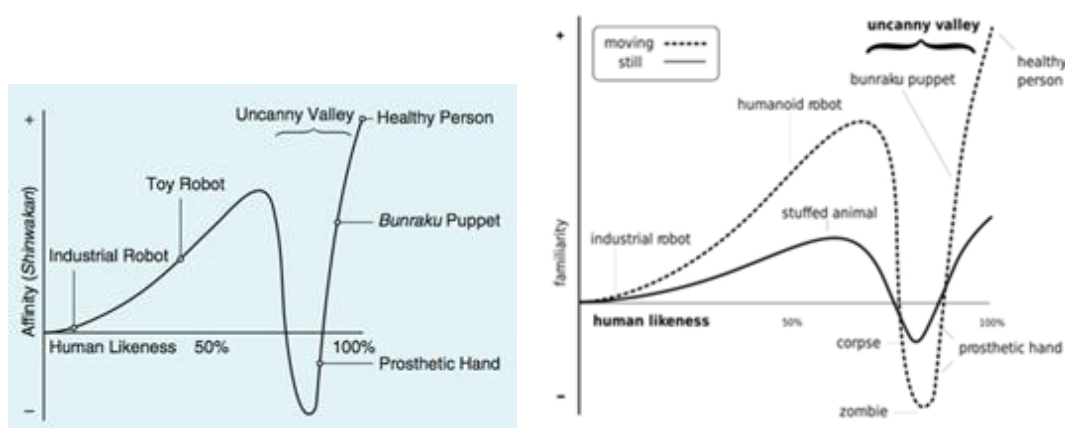 +
Uncanny Valley
Healthy Person
Toy Robot
Bunraku Puppet
Industrial Robot
Affinity (Shinwakan)
Human Likeness
50%
100%
Prosthetic Hand
−
+
moving
still
uncanny valley
bunraku puppet
healthy
person
humanoid robot
stuffed animal
industrial robot
familiarity
human likeness
50%
100%
corpse
prosthetic hand
zombie
−